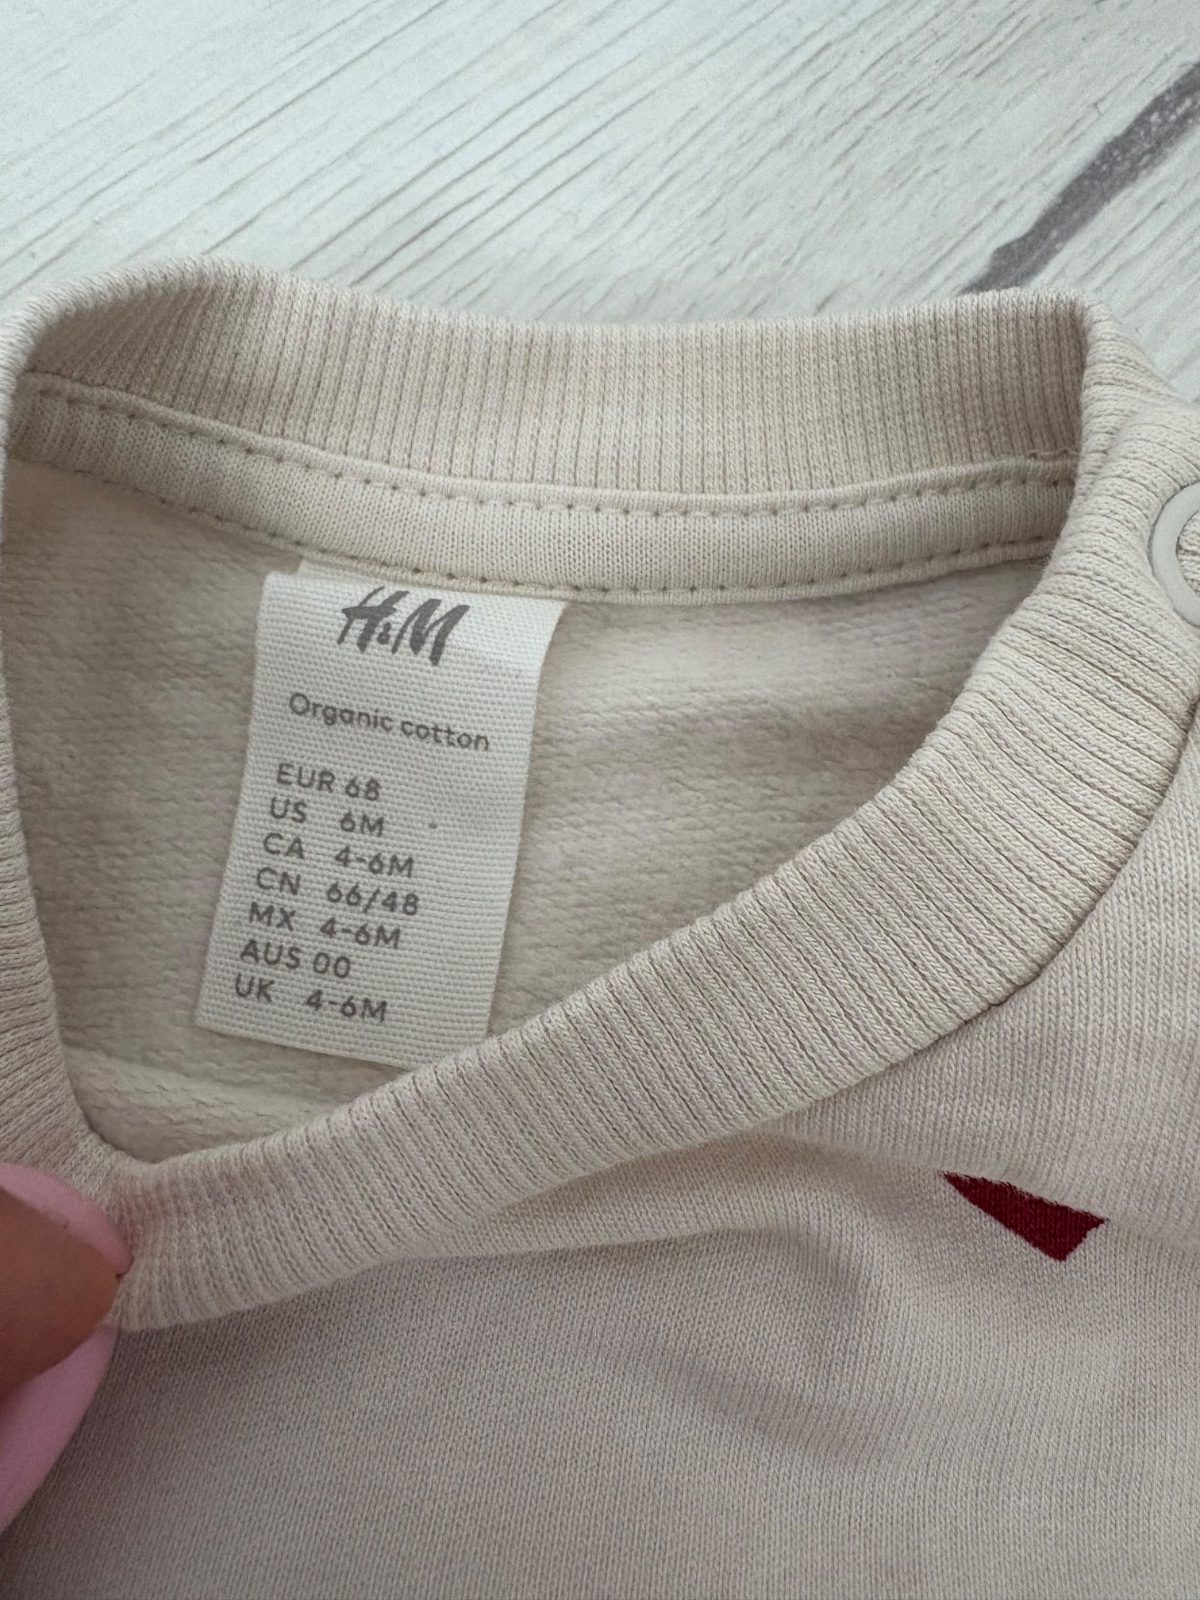 H&M
Organic cotton
EUR 68
US 6M
CA 4-6M
CN 66/48
MX 4-6M
AUS 00
UK 4-6M